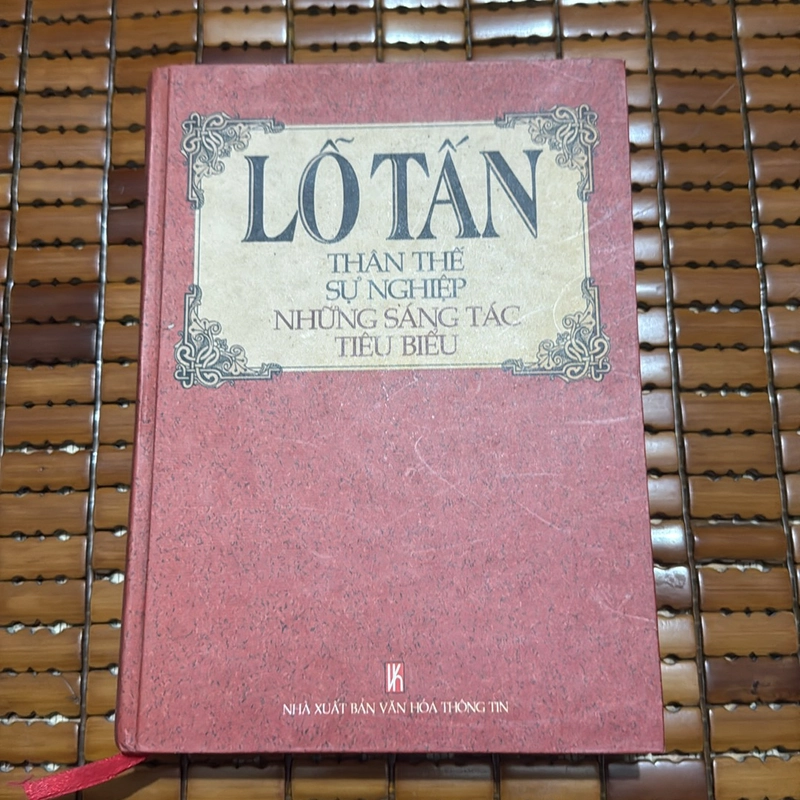 LỖ TẤN
THÂN THẾ
SỰ NGHIỆP
NHỮNG SÁNG TÁC
TIÊU BIỂU
NHÀ XUẤT BẢN VĂN HÓA THÔNG TIN